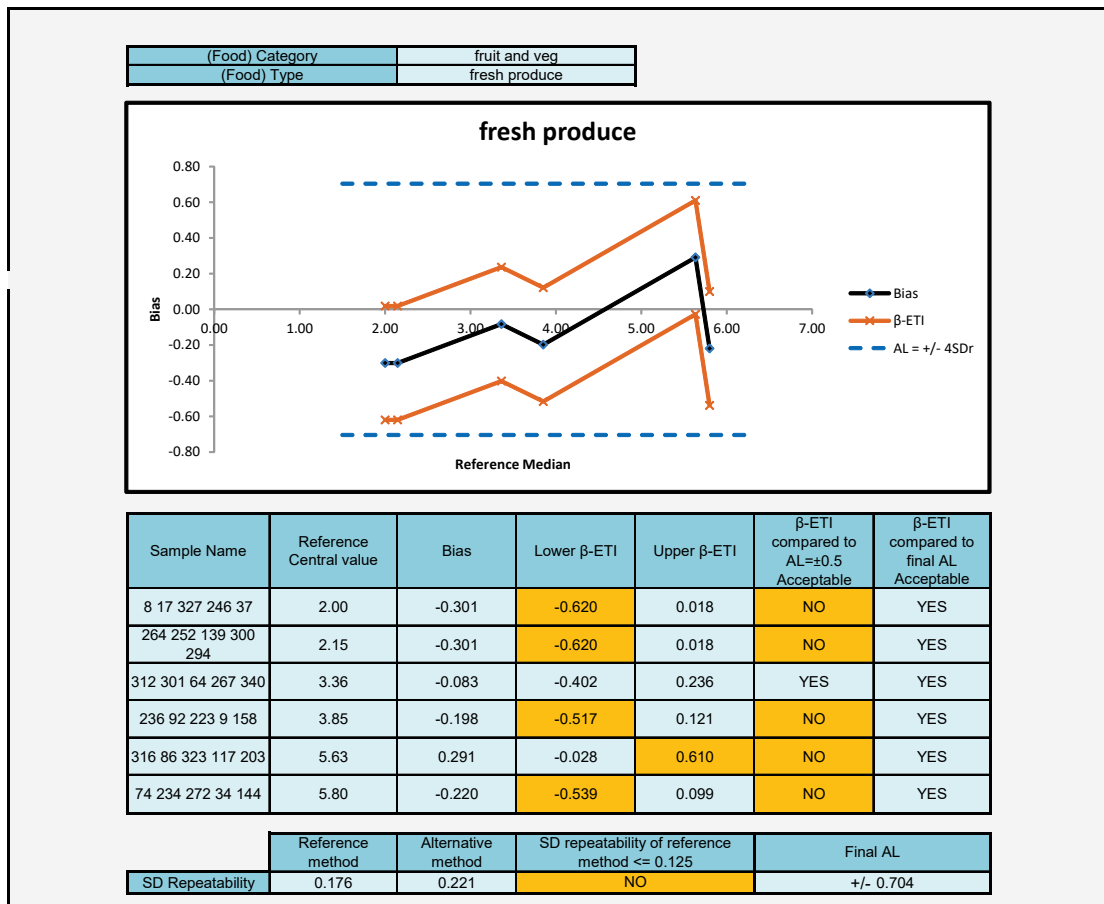 (Food) Category fruit and veg
(Food) Type fresh produce
fresh produce
0.80
0.60
0.40
0.20
0.00
-0.20
-0.40
-0.60
-0.80
0.00 1.00 2.00 3.00 4.00 5.00 6.00 7.00
Bias
Reference Median
Bias
β-ETI
AL = +/- 4SDr
Sample Name Reference Central value Bias Lower β-ETI Upper β-ETI β-ETI compared to AL=±0.5 Acceptable β-ETI compared to final AL Acceptable
8 17 327 246 37 2.00 -0.301 -0.620 0.018 NO YES
264 252 139 300 294 2.15 -0.301 -0.620 0.018 NO YES
312 301 64 267 340 3.36 -0.083 -0.402 0.236 YES YES
236 92 223 9 158 3.85 -0.198 -0.517 0.121 NO YES
316 86 323 117 203 5.63 0.291 -0.028 0.610 NO YES
74 234 272 34 144 5.80 -0.220 -0.539 0.099 NO YES
Reference method Alternative method SD repeatability of reference method <= 0.125 Final AL
SD Repeatability 0.176 0.221 NO +/- 0.704